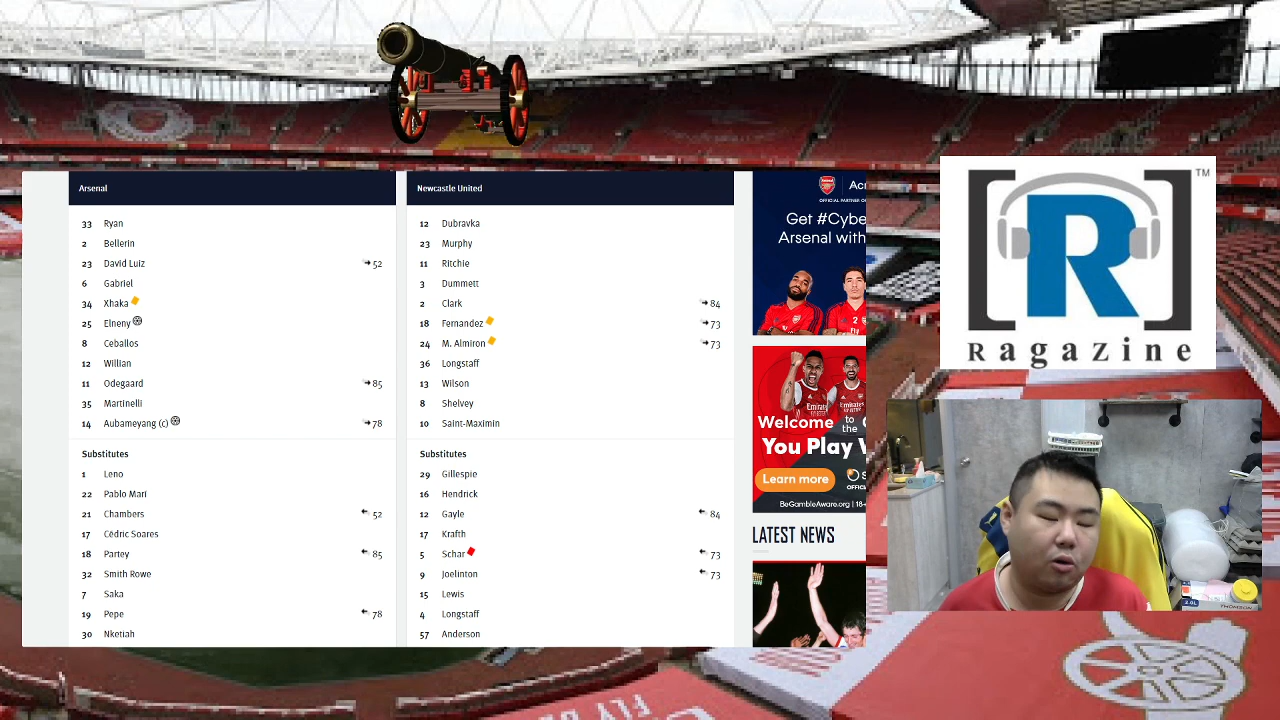 Arsenal
33 Ryan
2 Bellerin
23 David Luiz 52
6 Gabriel
34 Xhaka
25 Elneny
8 Ceballos
12 Willian
11 Odegaard 85
35 Martinelli
14 Aubameyang (c) 78
Substitutes
1 Leno
22 Pablo Mari
21 Chambers 52
17 Cédric Soares
18 Partey 85
32 Smith Rowe
7 Saka
19 Pepe 78
30 Nketiah
Newcastle United
12 Dubravka
23 Murphy
11 Ritchie
3 Dummett
2 Clark 84
18 Fernandez 73
24 M. Almiron 73
36 Longstaff
13 Wilson
8 Shelvey
10 Saint-Maximin
Substitutes
29 Gillespie
16 Hendrick
12 Gayle 84
17 Krafth
5 Schar 73
9 Joelinton 73
15 Lewis
4 Longstaff
57 Anderson
Get #Cybe
Arsenal with
Welcome
to
the
You Play
Learn more
BeGambleAware.org | 18
LATEST NEWS
[R]
TM
Ragazine
THOMSON
FLY